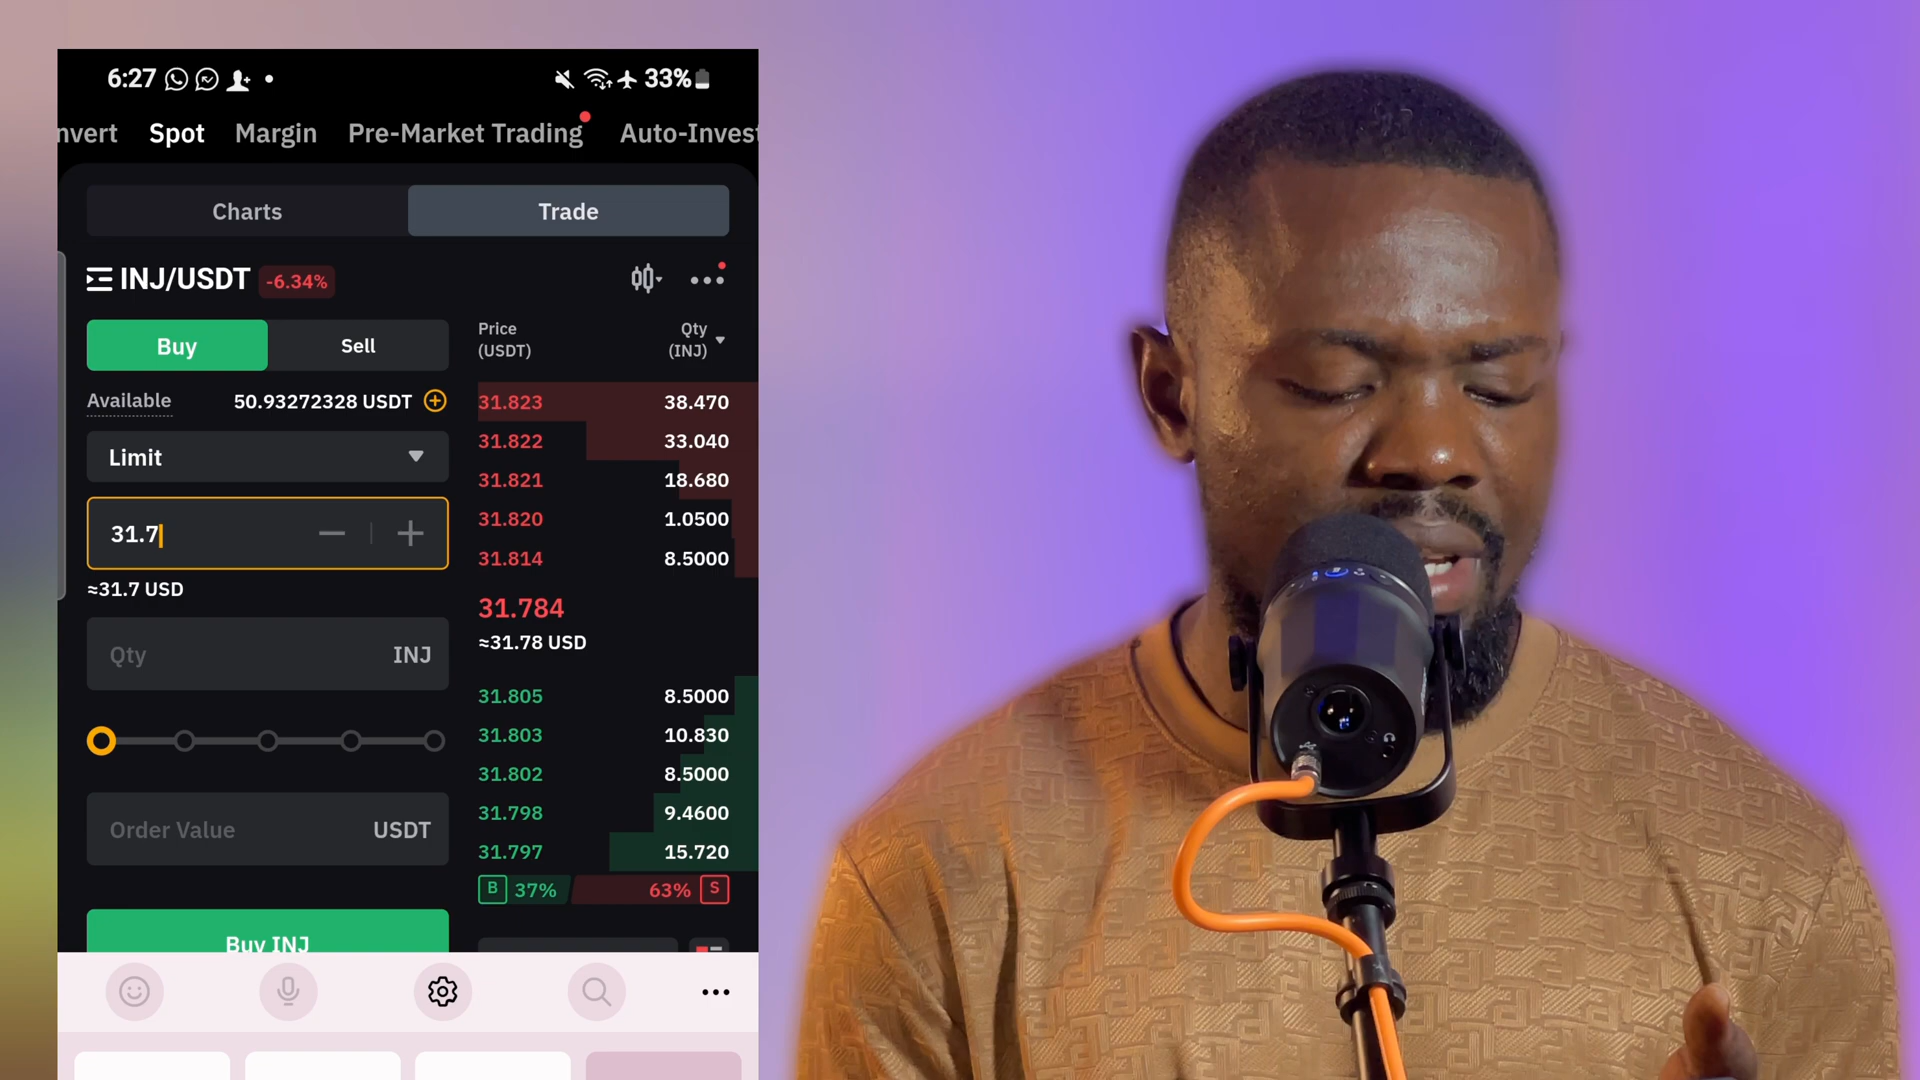 6:27 33%
nvert Spot Margin Pre-Market Trading Auto-Invest
Charts Trade
INJ/USDT -6.34%
Buy Sell
Available 50.93272328 USDT
Limit
31.7
≈31.7 USD
Qty INJ
Order Value USDT
Buy INJ
Price (USDT) Qty (INJ)
31.823 38.470
31.822 33.040
31.821 18.680
31.820 1.0500
31.814 8.5000
31.784
≈31.78 USD
31.805 8.5000
31.803 10.830
31.802 8.5000
31.798 9.4600
31.797 15.720
B 37% 63% S